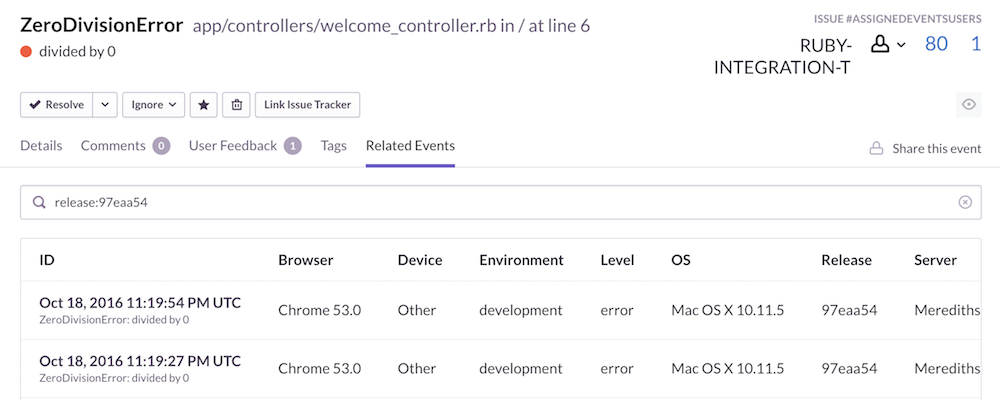 ZeroDivisionError app/controllers/welcome_controller.rb in / at line 6
divided by 0
ISSUE #ASSIGNEDEVENTSUSERS
RUBY-
INTEGRATION-T
80 1
Resolve Ignore Link Issue Tracker
Details Comments 0 User Feedback 1 Tags Related Events Share this event
release:97eaa54
ID Browser Device Environment Level OS Release Server
Oct 18, 2016 11:19:54 PM UTC Chrome 53.0 Other development error Mac OS X 10.11.5 97eaa54 Merediths
ZeroDivisionError: divided by 0
Oct 18, 2016 11:19:27 PM UTC Chrome 53.0 Other development error Mac OS X 10.11.5 97eaa54 Merediths
ZeroDivisionError: divided by 0